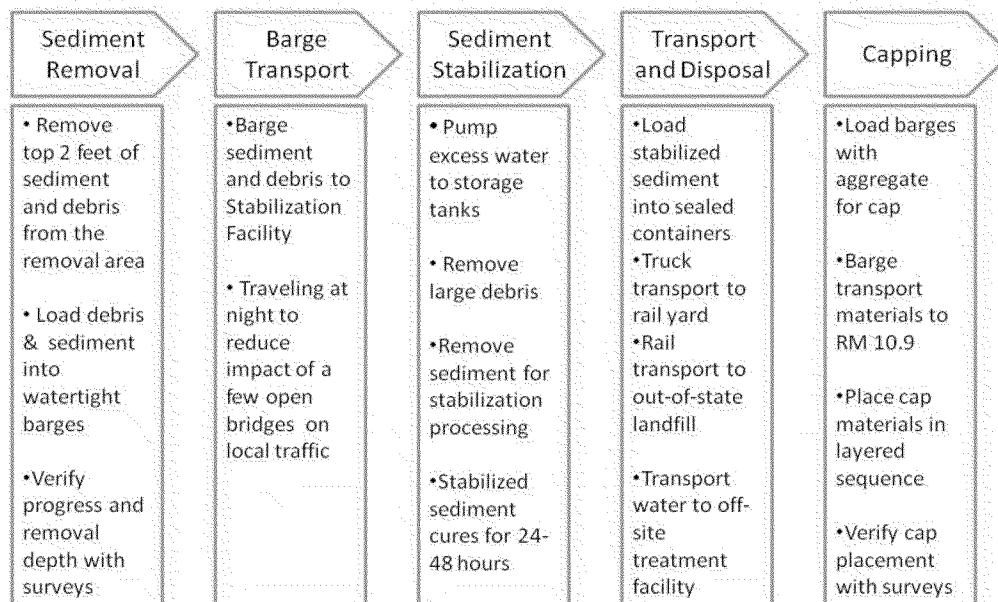 Sediment
Removal
• Remove
top 2 feet of
sediment
and debris
from the
removal area
• Load debris
& sediment
into
watertight
barges
•Verify
progress and
removal
depth with
surveys
Barge
Transport
•Barge
sediment
and debris to
Stabilization
Facility
• Traveling at
night to
reduce
impact of a
few open
bridges on
local traffic
Sediment
Stabilization
• Pump
excess water
to storage
tanks
• Remove
large debris
•Remove
sediment for
stabilization
processing
•Stabilized
sediment
cures for 24-
48 hours
Transport
and Disposal
•Load
stabilized
sediment
into sealed
containers
•Truck
transport to
rail yard
•Rail
transport to
out-of-state
landfill
•Transport
water to off-
site
treatment
facility
Capping
•Load barges
with
aggregate
for cap
•Barge
transport
materials to
RM 10.9
•Place cap
materials in
layered
sequence
•Verify cap
placement
with surveys